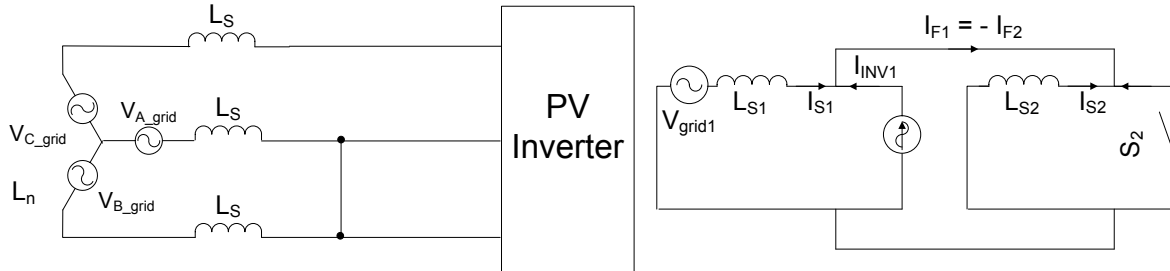 L_S
V_A_grid
L_S
V_C_grid
L_n
V_B_grid
L_S
PV
Inverter
I_F1 = - I_F2
I_INV1
L_S1
I_S1
V_grid1
L_S2
I_S2
S_2